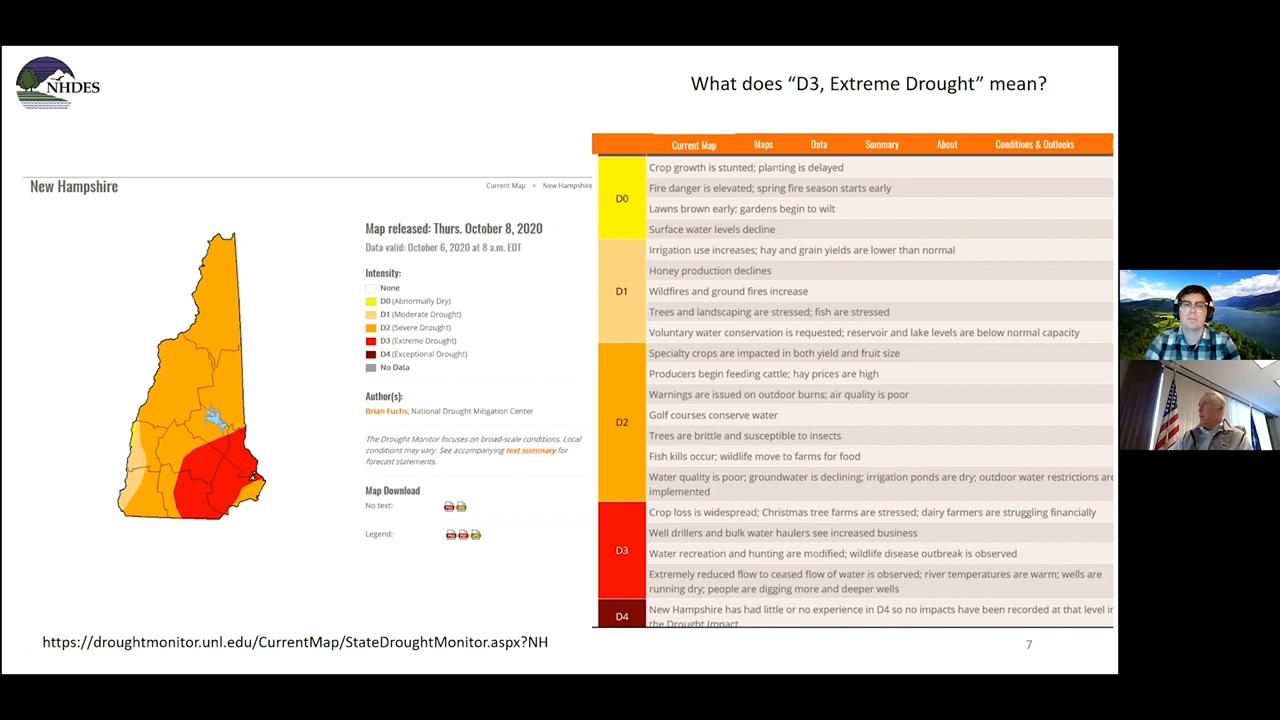 NHDES
What does “D3, Extreme Drought” mean?
New Hampshire
Current Map > New Hampshire
Map released: Thurs. October 8, 2020
Data valid: October 6, 2020 at 8 a.m. EDT
Intensity:
None
D0 (Abnormally Dry)
D1 (Moderate Drought)
D2 (Severe Drought)
D3 (Extreme Drought)
D4 (Exceptional Drought)
No Data
Author(s):
Brian Fuchs, National Drought Mitigation Center
The Drought Monitor focuses on broad-scale conditions. Local
conditions may vary. See accompanying text summary for
forecast statements.
Map Download
No text:
Legend:
Current Map Maps Data Summary About Conditions & Outlooks
D0
Crop growth is stunted; planting is delayed
Fire danger is elevated; spring fire season starts early
Lawns brown early; gardens begin to wilt
Surface water levels decline
D1
Irrigation use increases; hay and grain yields are lower than normal
Honey production declines
Wildfires and ground fires increase
Trees and landscaping are stressed; fish are stressed
Voluntary water conservation is requested; reservoir and lake levels are below normal capacity
D2
Specialty crops are impacted in both yield and fruit size
Producers begin feeding cattle; hay prices are high
Warnings are issued on outdoor burns; air quality is poor
Golf courses conserve water
Trees are brittle and susceptible to insects
Fish kills occur; wildlife move to farms for food
Water quality is poor; groundwater is declining; irrigation ponds are dry; outdoor water restrictions are
implemented
D3
Crop loss is widespread; Christmas tree farms are stressed; dairy farmers are struggling financially
Well drillers and bulk water haulers see increased business
Water recreation and hunting are modified; wildlife disease outbreak is observed
Extremely reduced flow to ceased flow of water is observed; river temperatures are warm; wells are
running dry; people are digging more and deeper wells
D4
New Hampshire has had little or no experience in D4 so no impacts have been recorded at that level in
the Drought Impact
https://droughtmonitor.unl.edu/CurrentMap/StateDroughtMonitor.aspx?NH
7